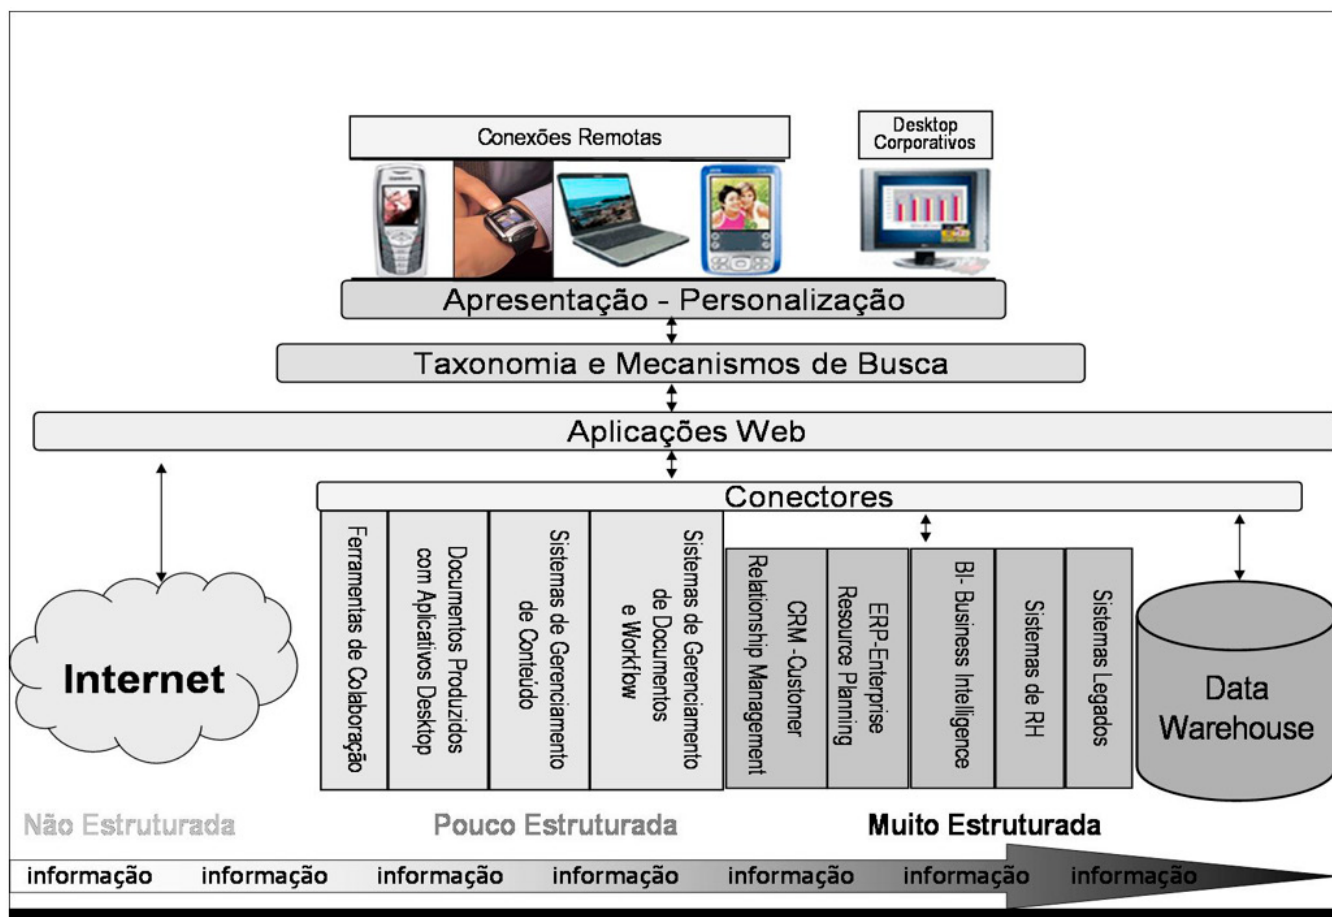 Conexões Remotas
Desktop
Corporativos
Apresentação - Personalização
Taxonomia e Mecanismos de Busca
Aplicações Web
Conectores
Internet
Ferramentas de Colaboração
Documentos Produzidos
com Aplicativos Desktop
Sistemas de Gerenciamento
de Conteúdo
Sistemas de Gerenciamento
de Documentos
e Workflow
CRM -Customer
Relationship Management
ERP-Enterprise
Resource Planning
BI- Business Intelligence
Sistemas de RH
Sistemas Legados
Data
Warehouse
Não Estruturada
Pouco Estruturada
Muito Estruturada
informação informação informação informação informação informação informação